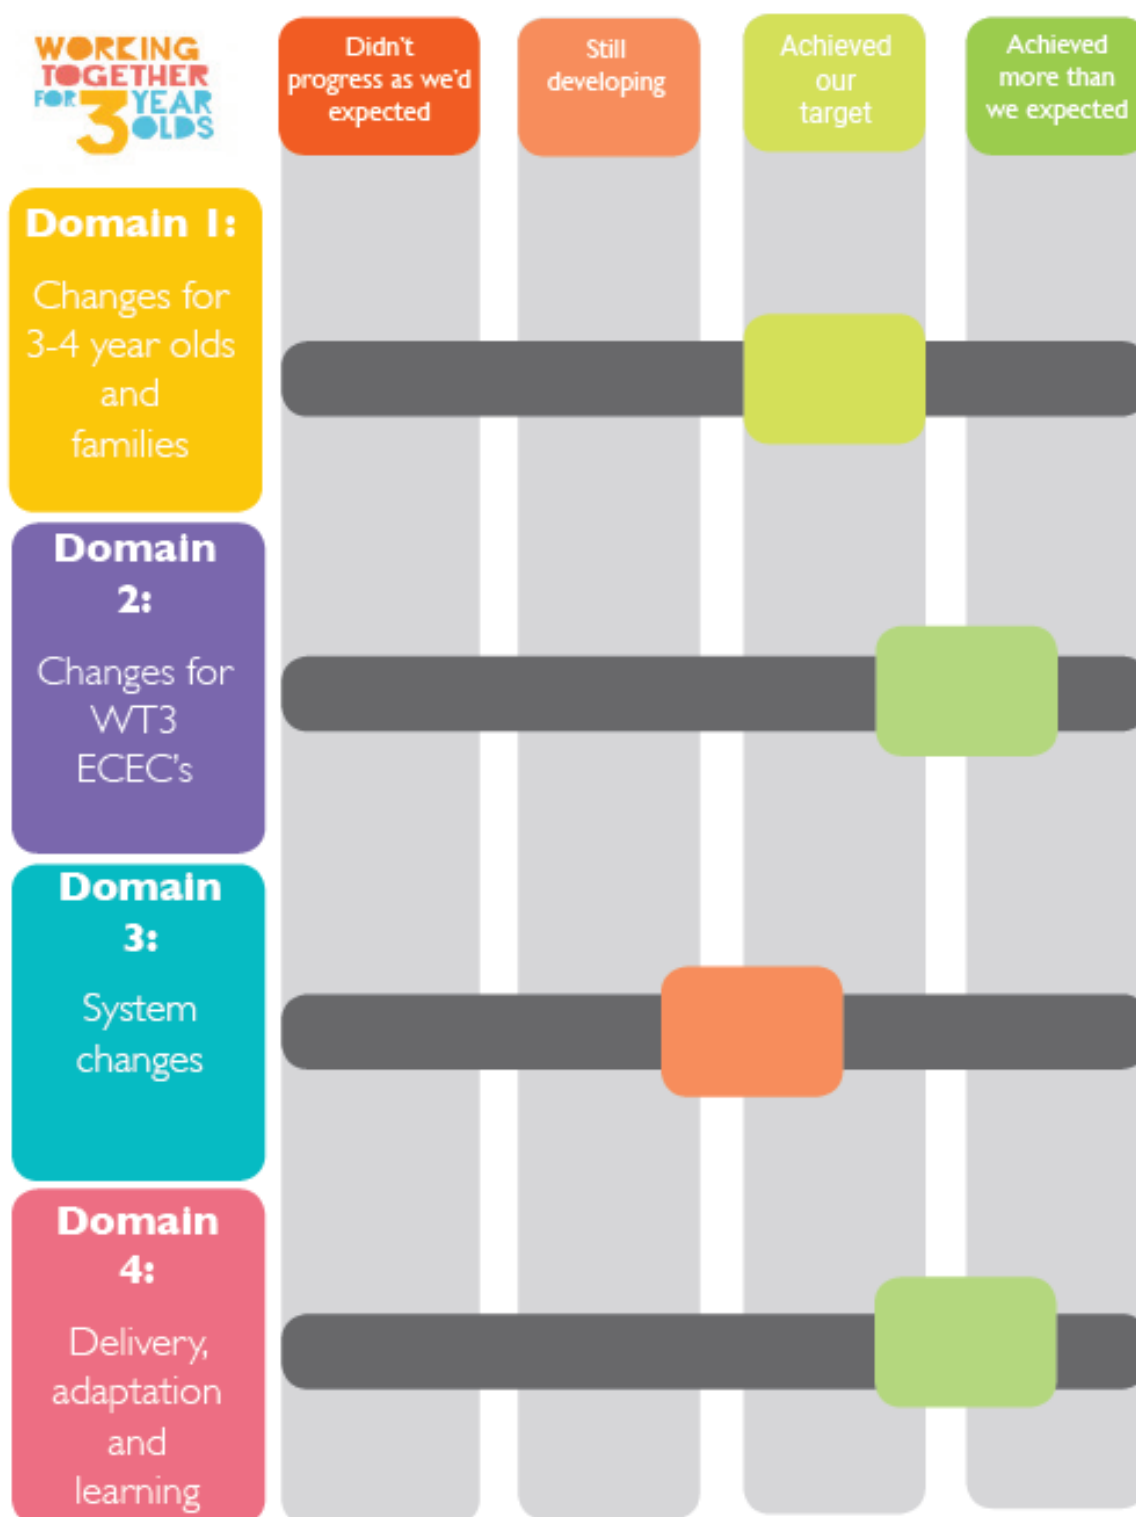 WORKING
TOGETHER
FOR 3 YEAR
OLDS
Didn't
progress as we'd
expected
Still
developing
Achieved
our
target
Achieved
more than
we expected
Domain 1:
Changes for
3-4 year olds
and
families
Domain
2:
Changes for
WT3
ECEC's
Domain
3:
System
changes
Domain
4:
Delivery,
adaptation
and
learning